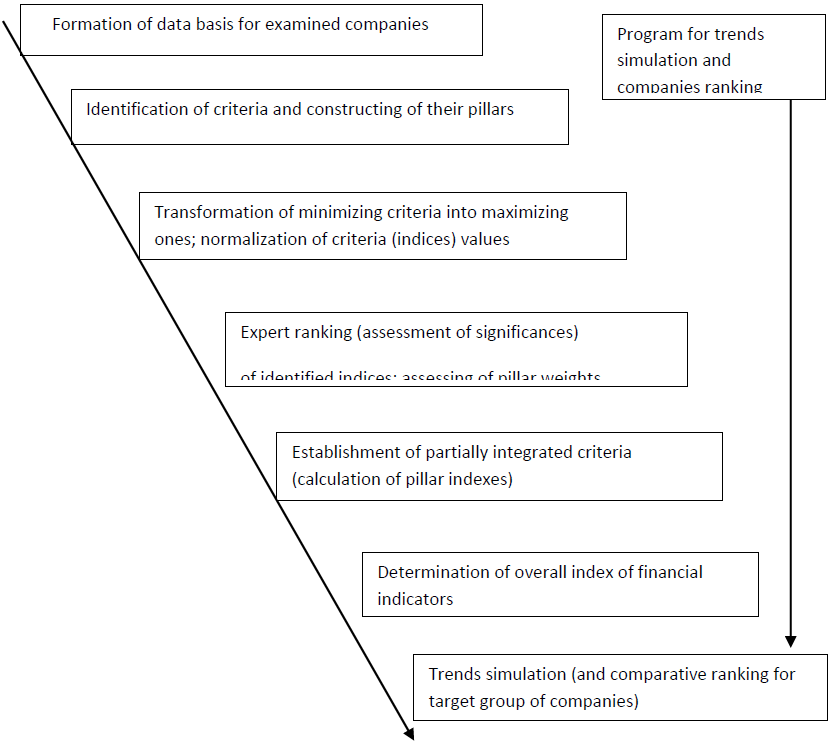 Formation of data basis for examined companies
Program for trends
simulation and
companies ranking
Identification of criteria and constructing of their pillars
Transformation of minimizing criteria into maximizing
ones; normalization of criteria (indices) values
Expert ranking (assessment of significances)
of identified indices; assessing of pillar weights
Establishment of partially integrated criteria
(calculation of pillar indexes)
Determination of overall index of financial
indicators
Trends simulation (and comparative ranking for
target group of companies)